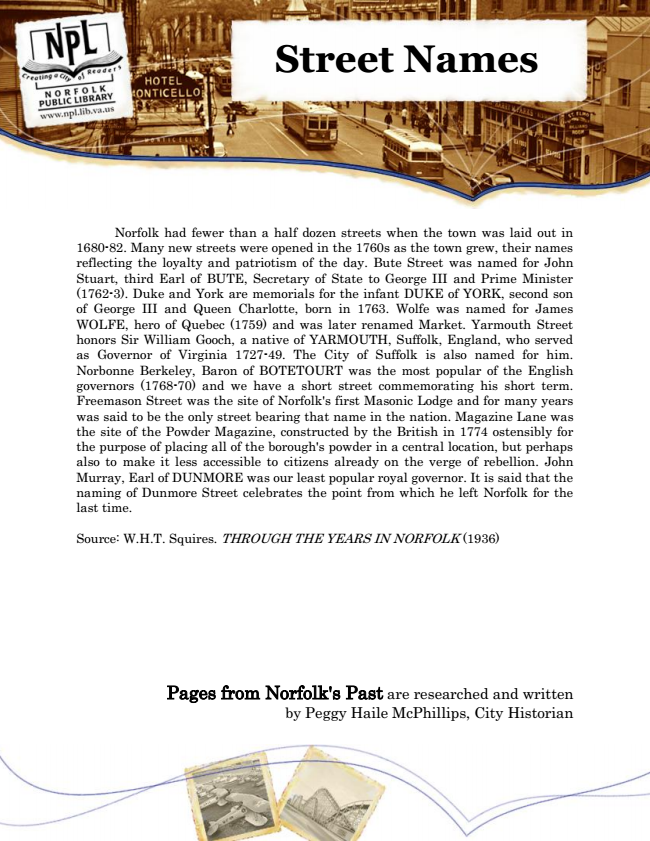 NPL
Creating a City of Readers
NORFOLK
PUBLIC LIBRARY
www.npl.lib.va.us
Street Names
HOTEL
MONTICELLO
MONTICELLO
Norfolk had fewer than a half dozen streets when the town was laid out in
1680-82. Many new streets were opened in the 1760s as the town grew, their names
reflecting the loyalty and patriotism of the day. Bute Street was named for John
Stuart, third Earl of BUTE, Secretary of State to George III and Prime Minister
(1762-3). Duke and York are memorials for the infant DUKE of YORK, second son
of George III and Queen Charlotte, born in 1763. Wolfe was named for James
WOLFE, hero of Quebec (1759) and was later renamed Market. Yarmouth Street
honors Sir William Gooch, a native of YARMOUTH, Suffolk, England, who served
as Governor of Virginia 1727-49. The City of Suffolk is also named for him.
Norbonne Berkeley, Baron of BOTETOURT was the most popular of the English
governors (1768-70) and we have a short street commemorating his short term.
Freemason Street was the site of Norfolk's first Masonic Lodge and for many years
was said to be the only street bearing that name in the nation. Magazine Lane was
the site of the Powder Magazine, constructed by the British in 1774 ostensibly for
the purpose of placing all of the borough's powder in a central location, but perhaps
also to make it less accessible to citizens already on the verge of rebellion. John
Murray, Earl of DUNMORE was our least popular royal governor. It is said that the
naming of Dunmore Street celebrates the point from which he left Norfolk for the
last time.
Source: W.H.T. Squires. THROUGH THE YEARS IN NORFOLK (1936)
Pages from Norfolk's Past are researched and written
by Peggy Haile McPhillips, City Historian